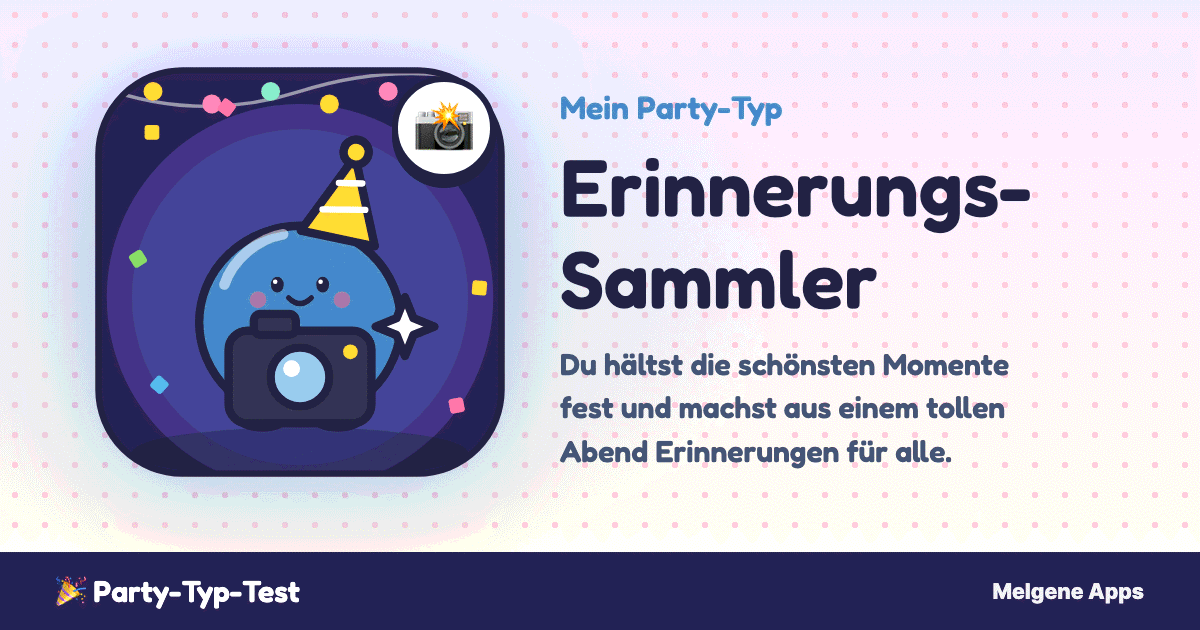 Mein Party-Typ
Erinnerungs-
Sammler
Du hältst die schönsten Momente
fest und machst aus einem tollen
Abend Erinnerungen für alle.
Party-Typ-Test
Melgene Apps